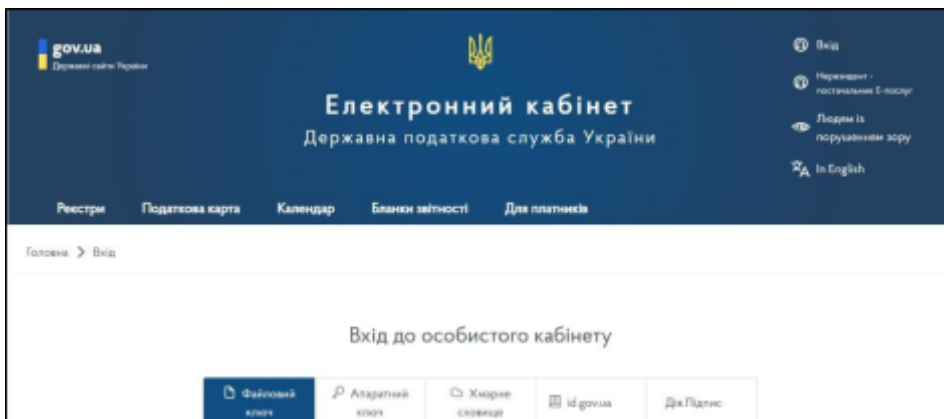 gov.ua
Державні сайти України
Електронний кабінет
Державна податкова служба України
Вхід
Нерезидент -
постачальник Е-послуг
Людям із
порушенням зору
In English
Реєстри Податкова карта Календар Бланки звітності Для платників
Головна > Вхід
Вхід до особистого кабінету
Файловий
ключ
Апаратний
ключ
Хмарне
сховище
id.gov.ua
Дія.Підпис